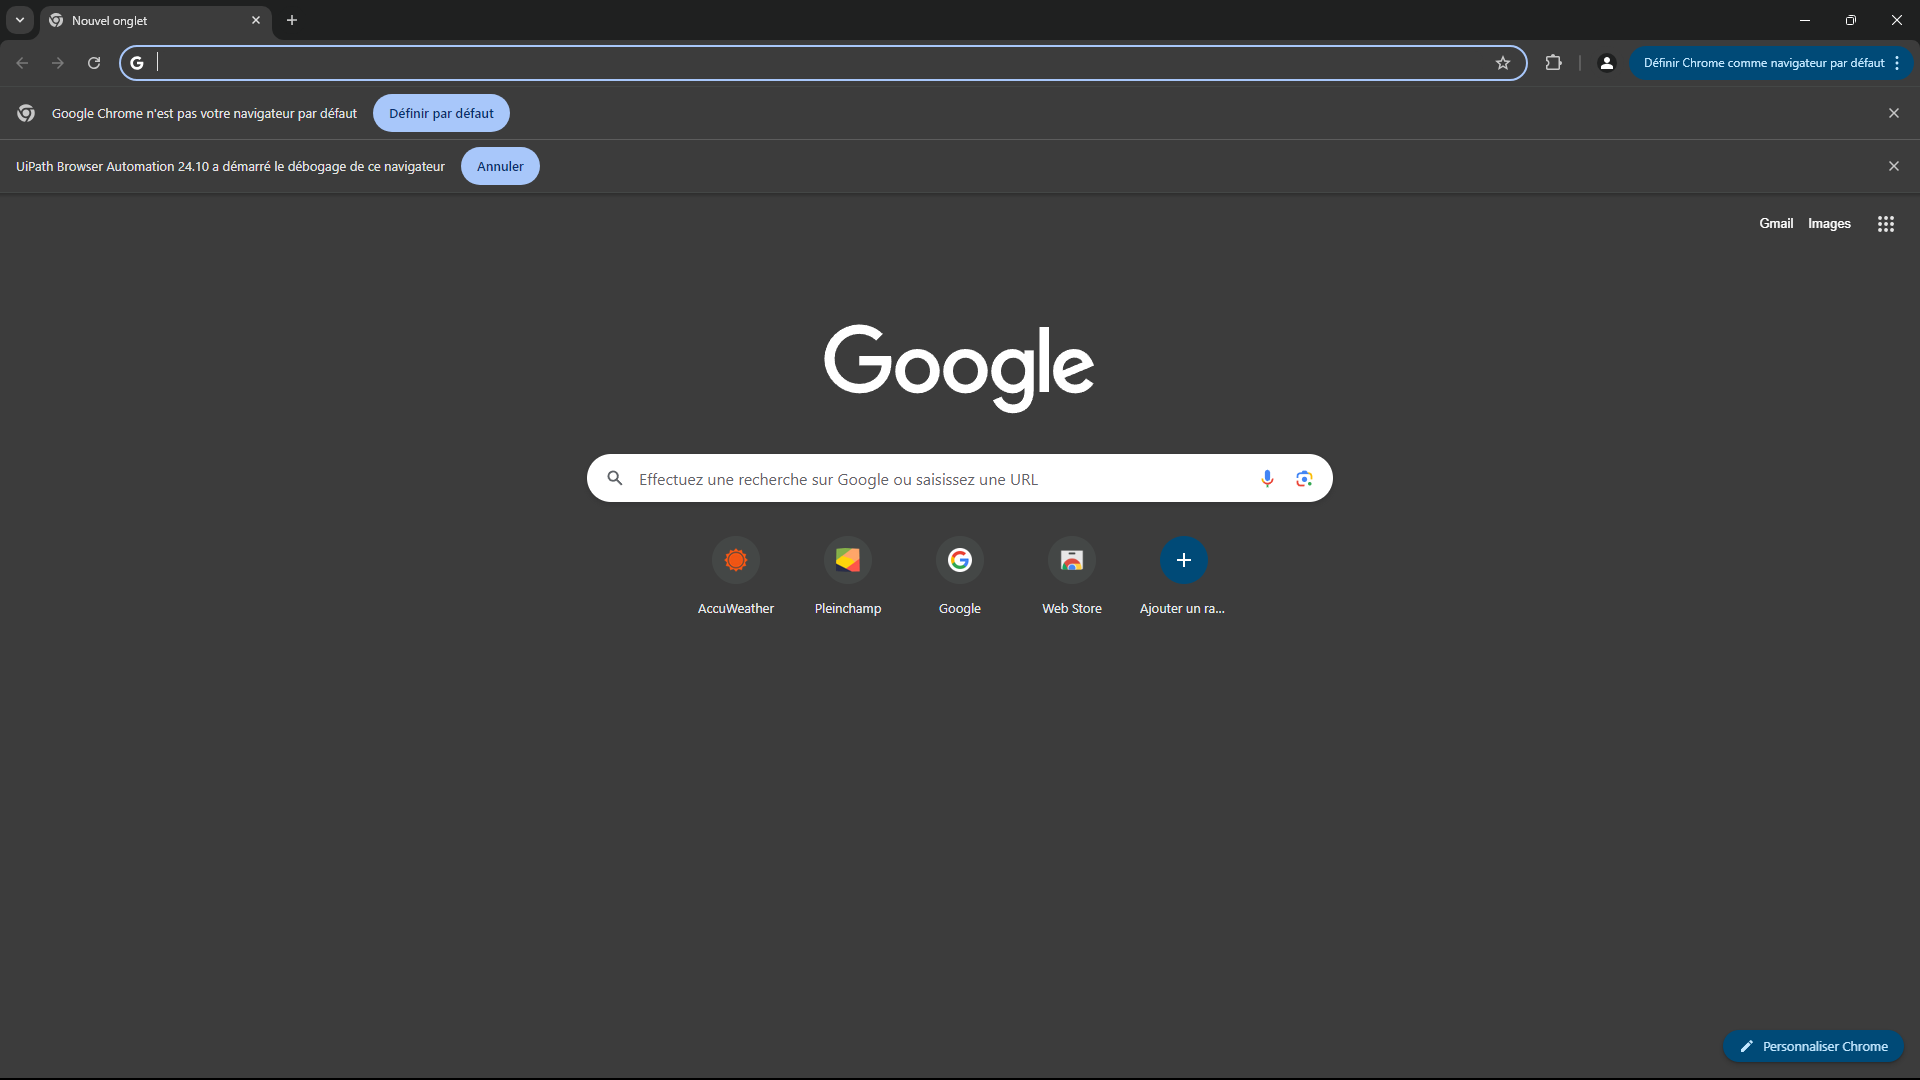 Nouvel onglet
Définir Chrome comme navigateur par défaut
Google Chrome n'est pas votre navigateur par défaut
Définir par défaut
UiPath Browser Automation 24.10 a démarré le débogage de ce navigateur
Annuler
Gmail
Images
Google
Effectuez une recherche sur Google ou saisissez une URL
AccuWeather
Pleinchamp
Google
Web Store
Ajouter un ra...
Personnaliser Chrome